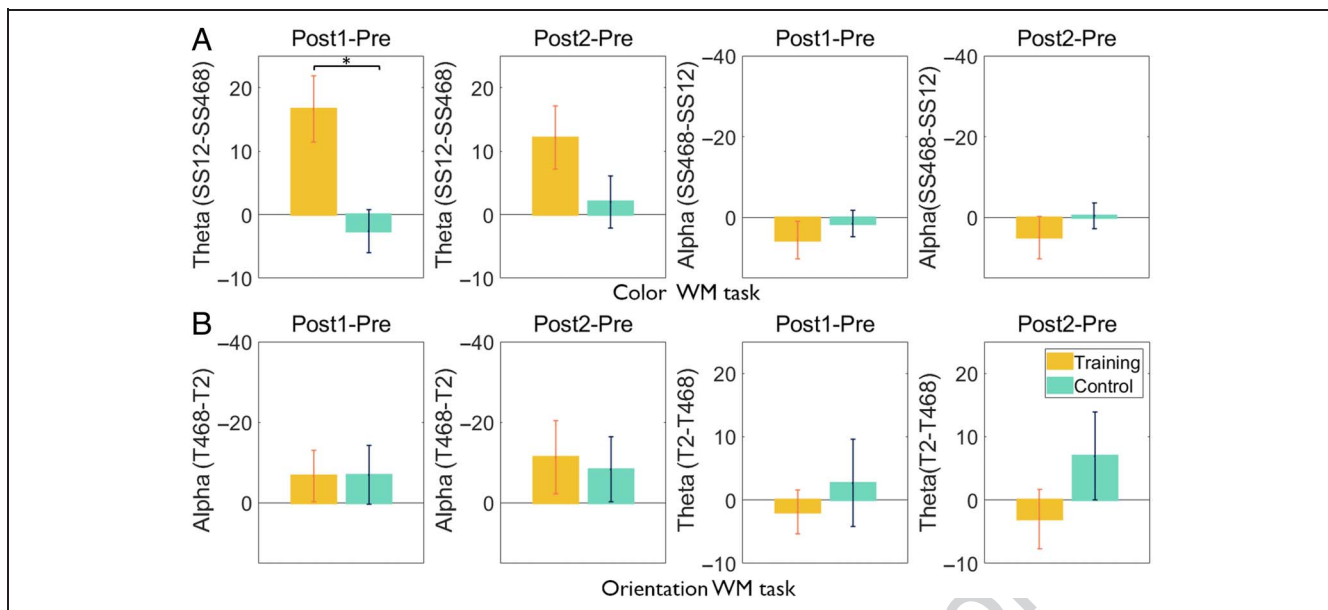 A
Post1-Pre
Post2-Pre
Post1-Pre
Post2-Pre
Theta (SS12-SS468)
20
10
0
−10
*
Theta (SS12-SS468)
20
10
0
−10
Alpha (SS468-SS12)
−40
−20
0
Alpha(SS468-SS12)
−40
−20
0
Color WM task
B
Post1-Pre
Post2-Pre
Post1-Pre
Post2-Pre
Alpha (T468-T2)
−40
−20
0
Alpha (T468-T2)
−40
−20
0
Theta (T2-T468)
20
10
0
−10
Theta(T2-T468)
20
10
0
−10
Training
Control
Orientation WM task